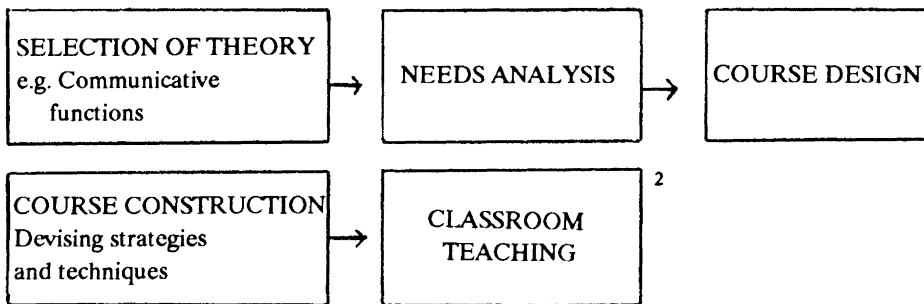 SELECTION OF THEORY
e.g. Communicative
functions
NEEDS ANALYSIS
COURSE DESIGN
COURSE CONSTRUCTION
Devising strategies
and techniques
CLASSROOM
TEACHING
2